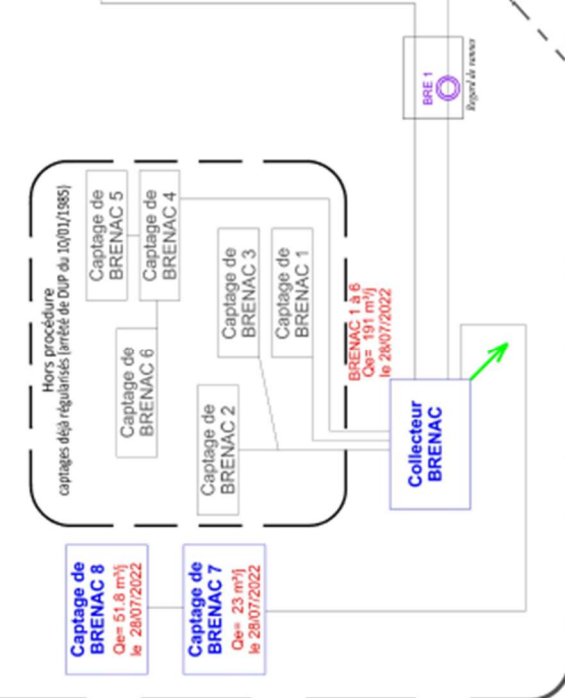 Hors procédure
captages déjà régularisés (arrêté de DUP du 10/01/1985)
Captage de
BRENAC 5
Captage de
BRENAC 4
Captage de
BRENAC 6
Captage de
BRENAC 3
Captage de
BRENAC 1
Captage de
BRENAC 2
BRENAC 1 à 6
Qe= 191 m³/j
le 28/07/2022
Captage de
BRENAC 8
Qe= 51.8 m³/j
le 28/07/2022
Captage de
BRENAC 7
Qe= 23 m³/j
le 28/07/2022
Collecteur
BRENAC
BRE 1
Regard de vannes